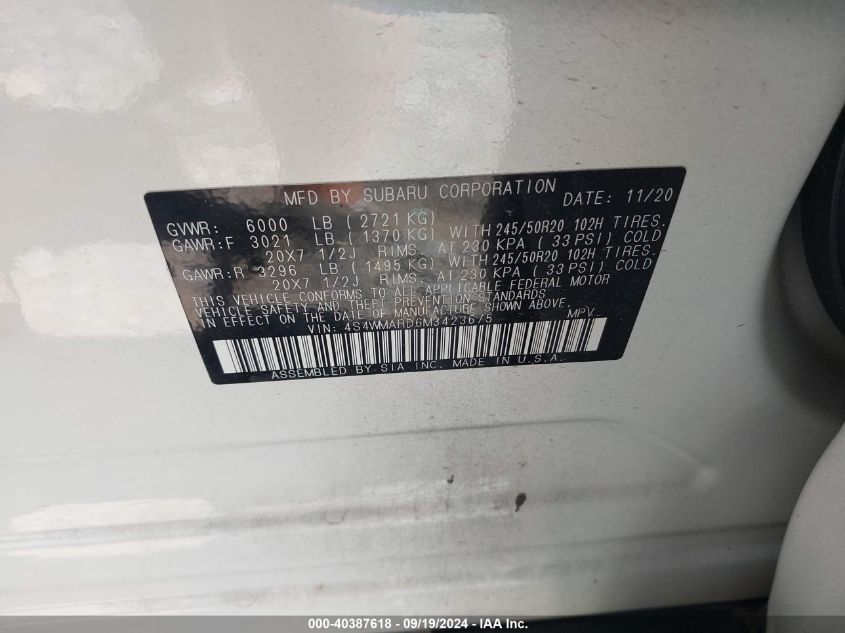 MFD BY SUBARU CORPORATION DATE: 11/20
GVWR: 6000 LB ( 2721 KG)
GAWR:F 3021 LB ( 1370 KG) WITH 245/50R20 102H TIRES.
20X7 1/2J RIMS. AT 230 KPA ( 33 PSI) COLD
GAWR:R 3296 LB ( 1495 KG) WITH 245/50R20 102H TIRES.
20X7 1/2J RIMS. AT 230 KPA ( 33 PSI) COLD
THIS VEHICLE CONFORMS TO ALL APPLICABLE FEDERAL MOTOR
VEHICLE SAFETY AND THEFT PREVENTION STANDARDS
IN EFFECT ON THE DATE OF MANUFACTURE SHOWN ABOVE.
VIN: 4S4WMARD6M3423675 MPV
ASSEMBLED BY SIA INC. MADE IN U.S.A.
000-40387618 - 09/19/2024 - IAA Inc.